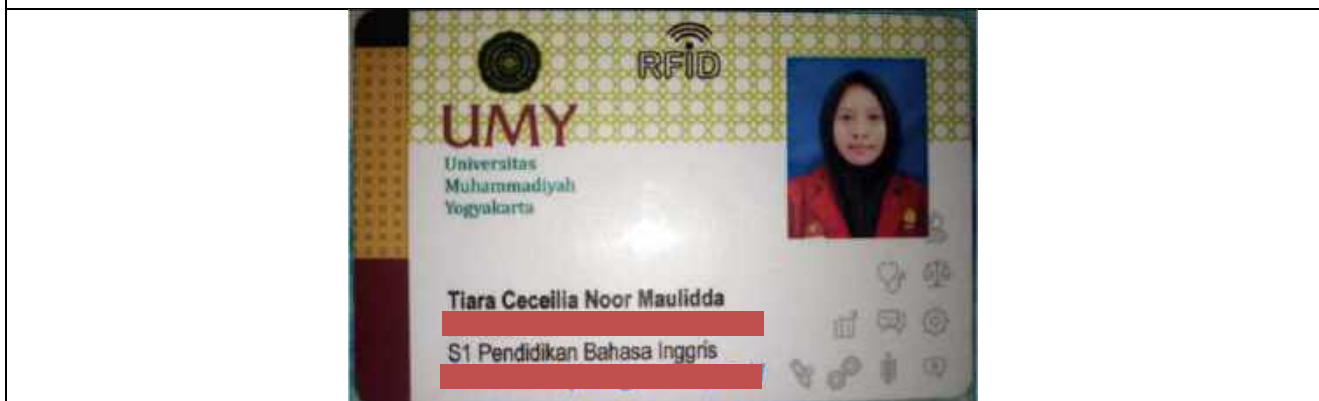 RFID
UMY
Universitas
Muhammadiyah
Yogyakarta
Tiara Ceceilia Noor Maulidda
S1 Pendidikan Bahasa Inggris